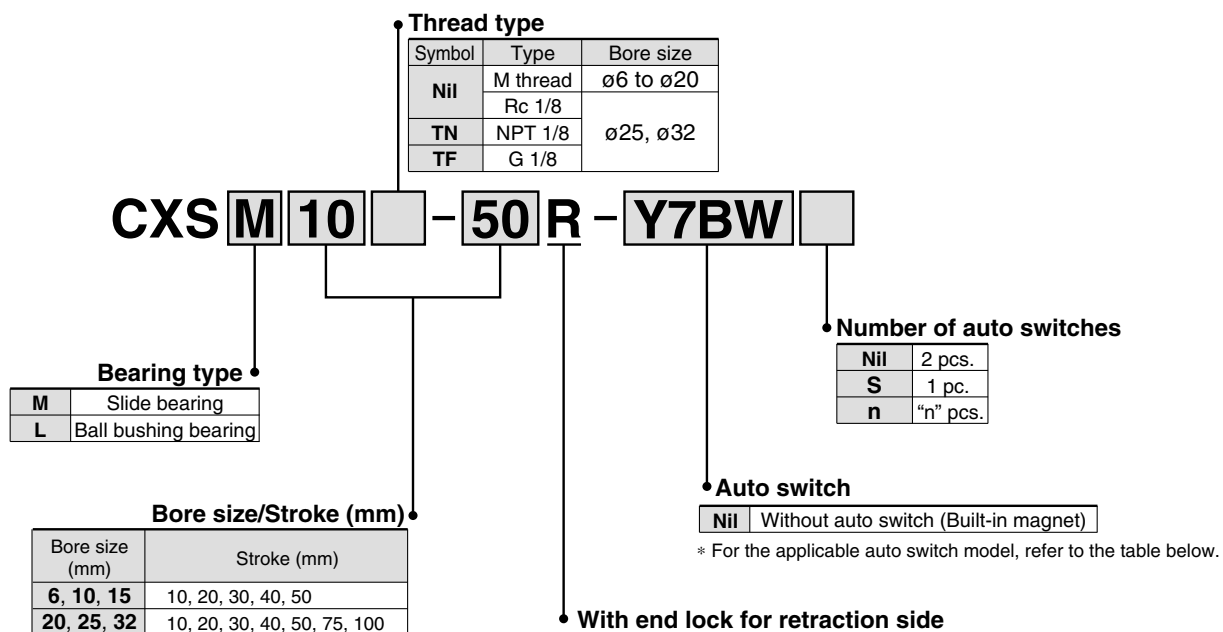 Thread type
Symbol Type Bore size
Nil M thread ø6 to ø20
Rc 1/8 ø25, ø32
TN NPT 1/8
TF G 1/8
CXS M 10 - 50 R - Y7BW
Number of auto switches
Nil 2 pcs.
S 1 pc.
n “n” pcs.
Bearing type
M Slide bearing
L Ball bushing bearing
Auto switch
Nil Without auto switch (Built-in magnet)
* For the applicable auto switch model, refer to the table below.
Bore size/Stroke (mm)
Bore size (mm) Stroke (mm)
6, 10, 15 10, 20, 30, 40, 50
20, 25, 32 10, 20, 30, 40, 50, 75, 100
With end lock for retraction side